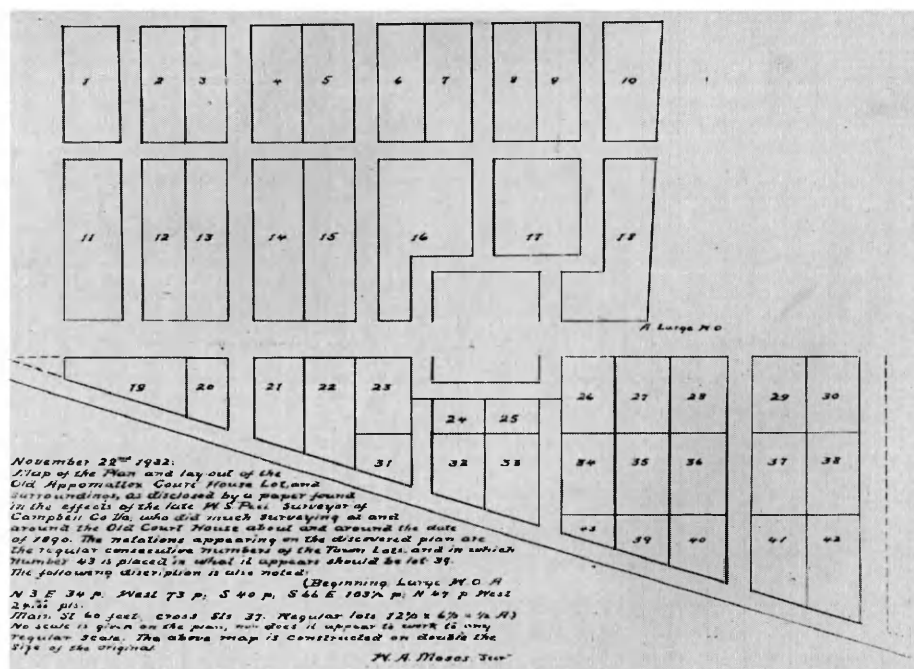 1 2 3 4 5 6 7 8 9 10
11 12 13 14 15 16 17 18
A Large W.O
19 20 21 22 23 26 27 28 29 30
24 25
31 32 33 34 35 36 37 38
43 39 40 41 42
November 22nd 1932:
Map of the Plan and lay-out of the
Old Appomattox Court House Lot, and
surroundings, as disclosed by a paper found
in the effects of the late W.S. Surveyor of
Campbell Co Va, who did much surveying at and
around the Old Court House about and around the date
of 1890. The notations appearing on the discovered plan are
the regular consecutive numbers of the Town Lots and in which
Number 43 is placed in what it appears should be lot 39.
The following discription is also noted:
(Beginning Large W.O. A
N 3 E 34 p. West 73 p; S 40 p; S 66 E 103½ p; N 47 p West
pls.
Main St 60 feet. Cross Sts 37. Regular lots 12½ x 6½ = ½ A)
No scale is given on the plan, nor does it appear to work to any
regular scale. The above map is constructed on double the
size of the original.
W. A. Moses Sur